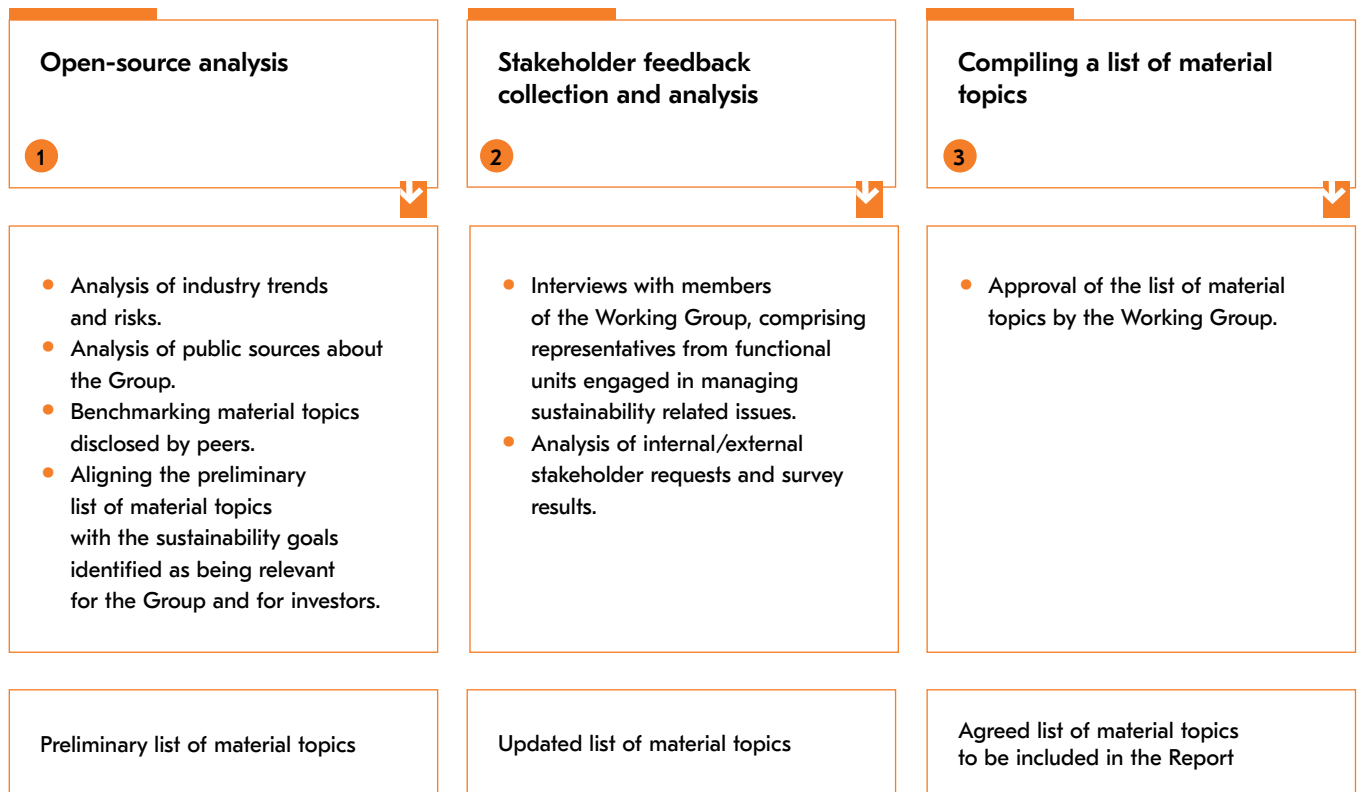 Open-source analysis
1
Stakeholder feedback
collection and analysis
2
Compiling a list of material
topics
3
• Analysis of industry trends
and risks.
• Analysis of public sources about
the Group.
• Benchmarking material topics
disclosed by peers.
• Aligning the preliminary
list of material topics
with the sustainability goals
identified as being relevant
for the Group and for investors.
• Interviews with members
of the Working Group, comprising
representatives from functional
units engaged in managing
sustainability related issues.
• Analysis of internal/external
stakeholder requests and survey
results.
• Approval of the list of material
topics by the Working Group.
Preliminary list of material topics
Updated list of material topics
Agreed list of material topics
to be included in the Report